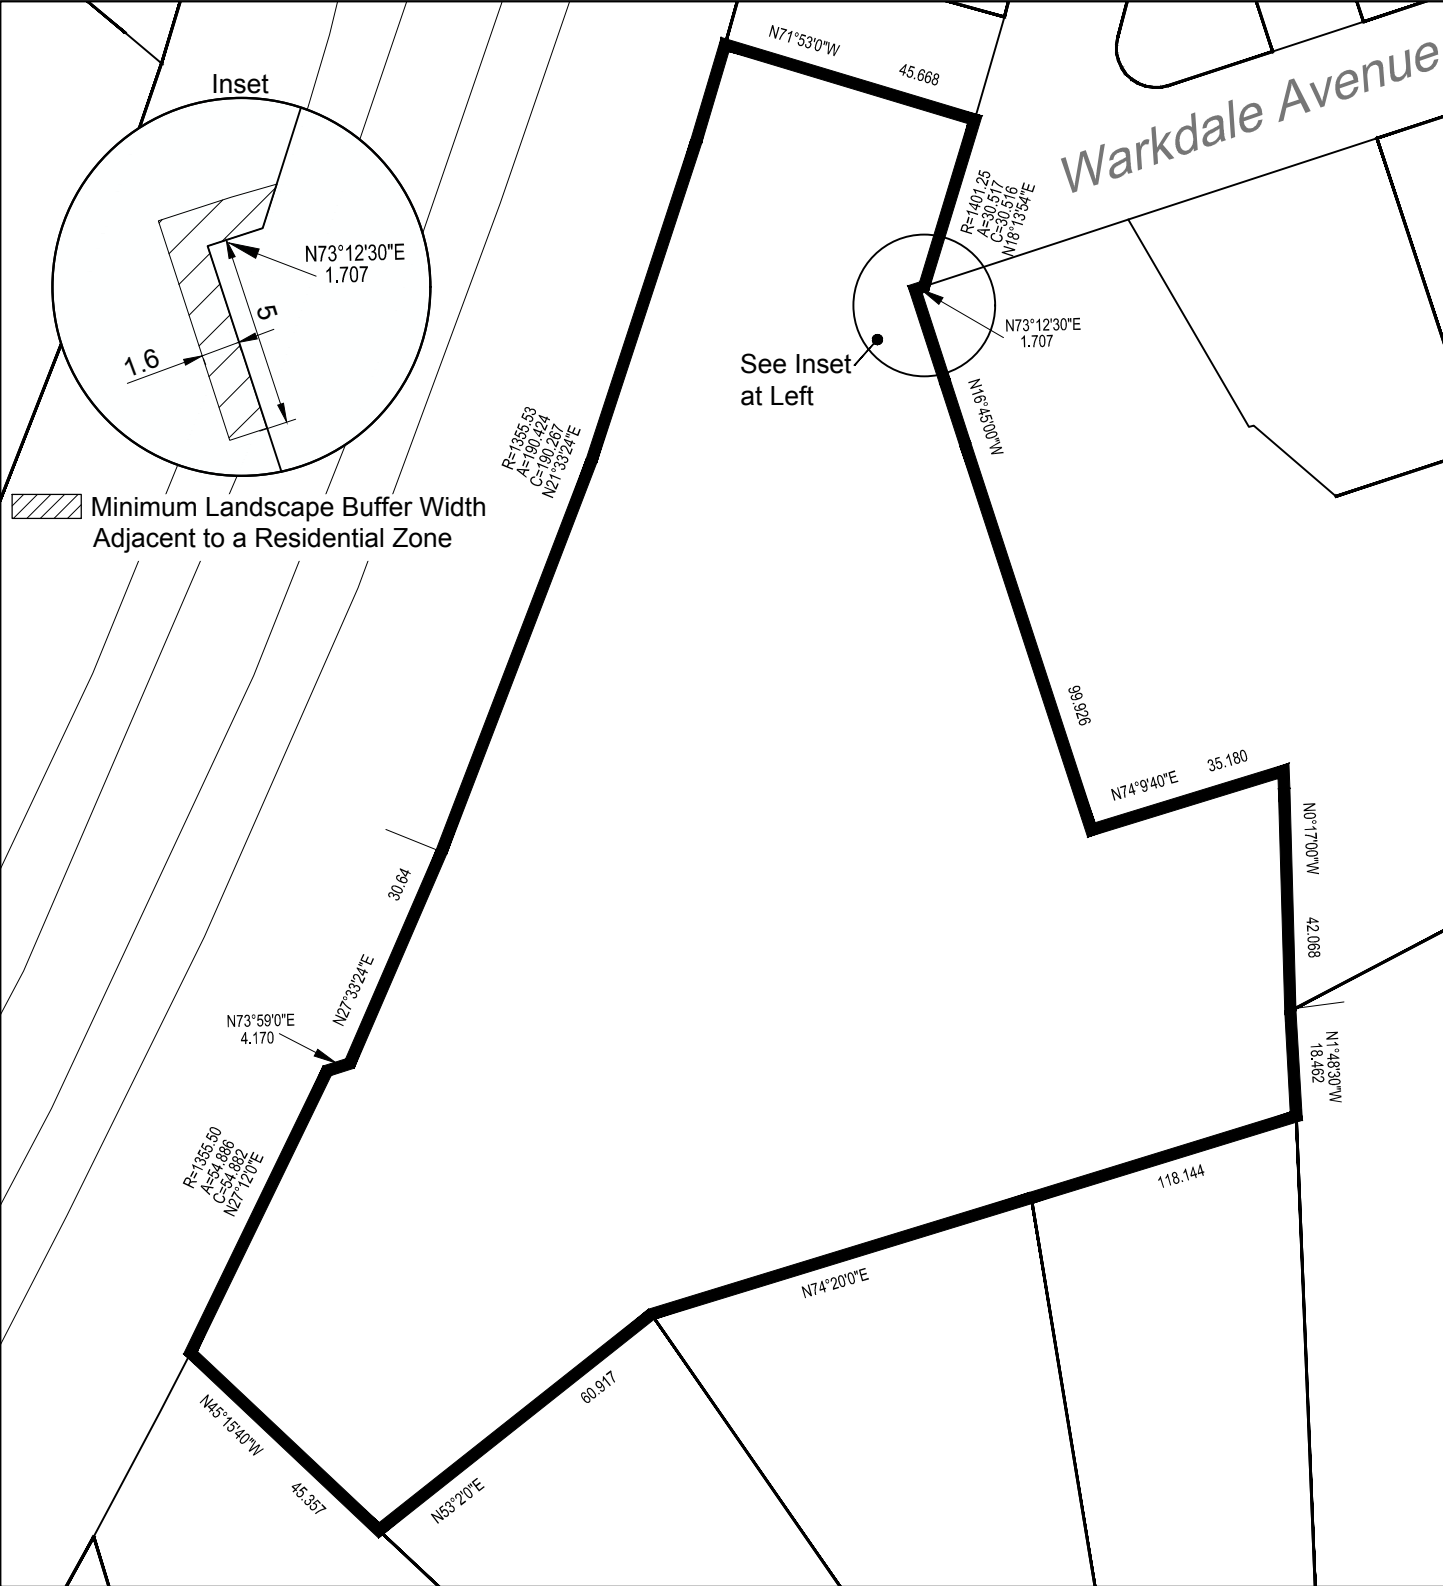 N71°53'0"W
45.668
Warkdale Avenue
Inset
N73°12'30"E
1.707
5
1.6
R=1401.25
A=30.517
C=30.516
N18°13'54"E
N73°12'30"E
1.707
See Inset
at Left
N16°45'00"W
R=1355.53
A=190.424
C=190.267
N21°33'24"E
Minimum Landscape Buffer Width
Adjacent to a Residential Zone
99.926
N74°9'40"E
35.180
N0°17'00"W
42.068
30.64
N27°33'24"E
N73°59'0"E
4.170
N1°48'30"W
18.462
R=1355.50
A=54.886
C=54.882
N27°12'0"E
118.144
N74°20'0"E
60.917
N45°15'40"W
45.357
N53°2'0"E